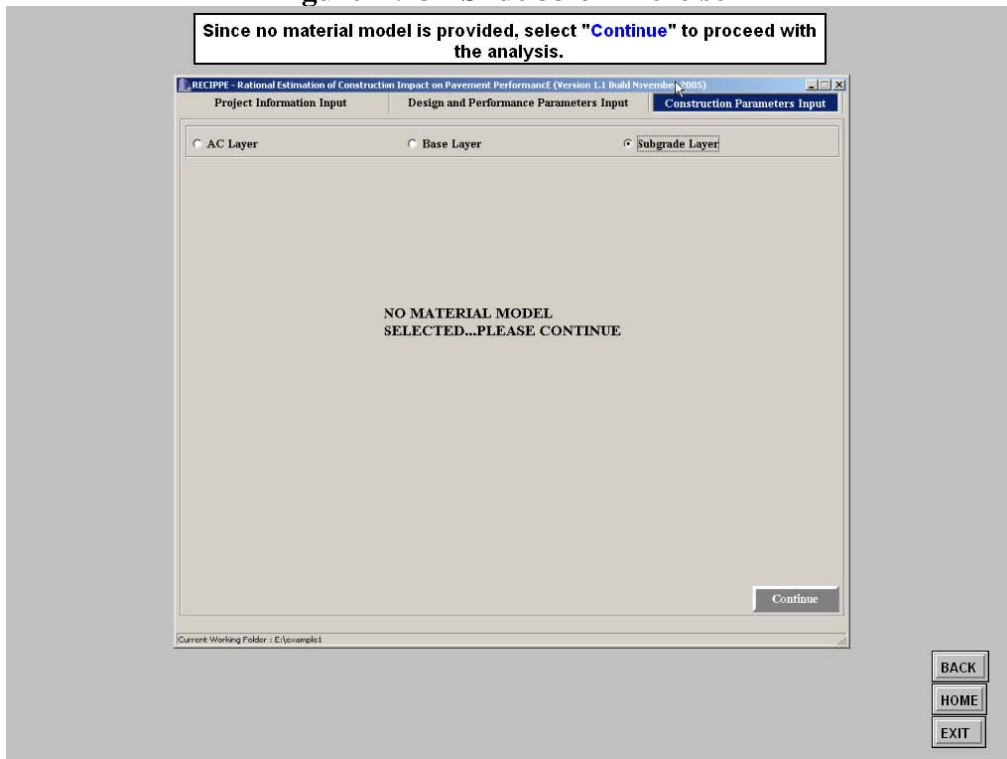 Since no material model is provided, select "Continue" to proceed with
the analysis.
RECIPPE - Rational Estimation of Construction Impact on Pavement PerformancE (Version 1.1 Build November 2005)
Project Information Input
Design and Performance Parameters Input
Construction Parameters Input
AC Layer
Base Layer
Subgrade Layer
NO MATERIAL MODEL
SELECTED...PLEASE CONTINUE
Continue
Current Working Folder : E:\example1
BACK
HOME
EXIT